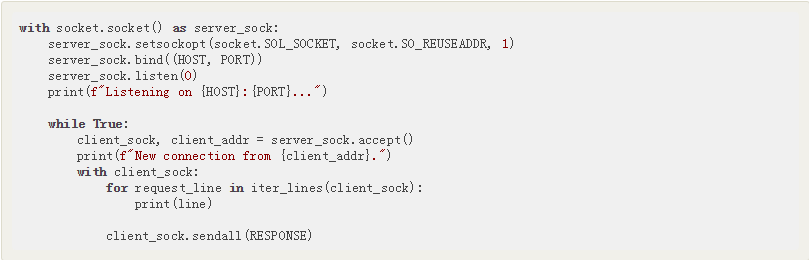 with socket.socket() as server_sock:
    server_sock.setsockopt(socket.SOL_SOCKET, socket.SO_REUSEADDR, 1)
    server_sock.bind((HOST, PORT))
    server_sock.listen(0)
    print(f"Listening on {HOST}:{PORT}...")

    while True:
        client_sock, client_addr = server_sock.accept()
        print(f"New connection from {client_addr}.")
        with client_sock:
            for request_line in iter_lines(client_sock):
                print(line)

            client_sock.sendall(RESPONSE)